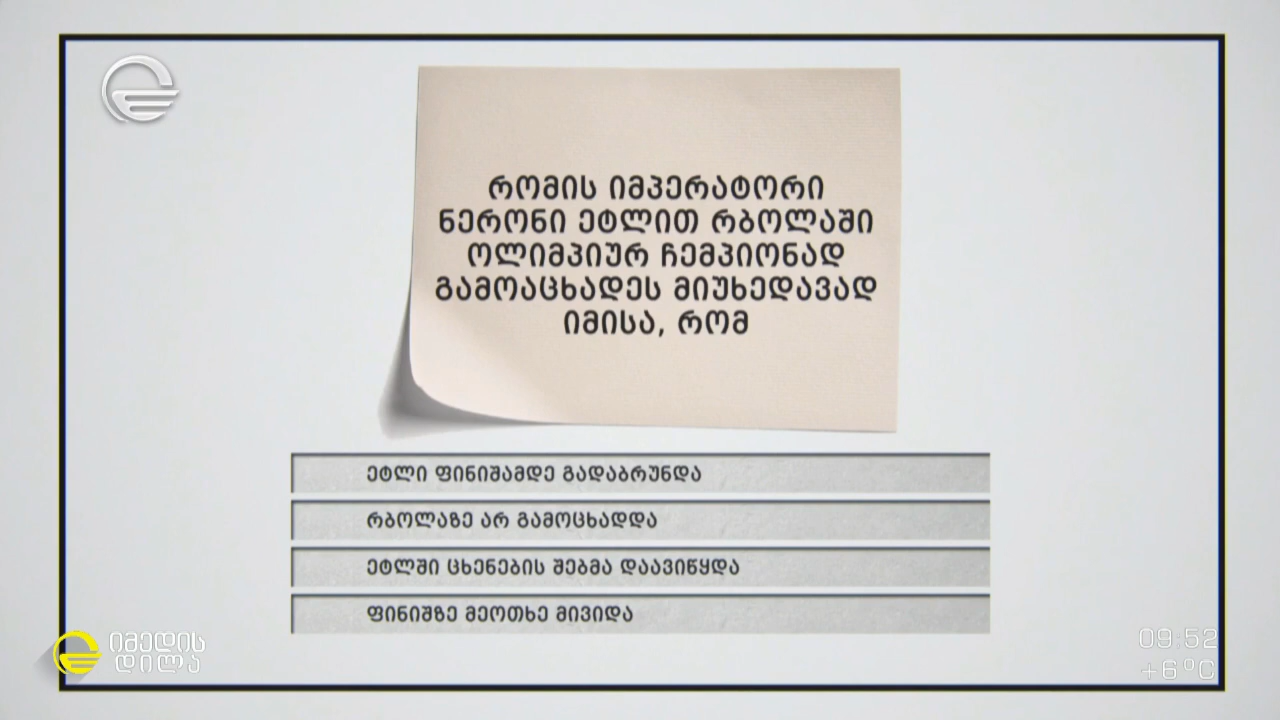 რომის იმპერატორი
ნერონი ეტლით რბოლაში
ოლიმპიურ ჩემპიონად
გამოაცხადეს მიუხედავად
იმისა, რომ
ეტლი ფინიშამდე გადაბრუნდა
რბოლაზე არ გამოცხადდა
ეტლში ცხენების შებმა დაავიწყდა
ფინიშზე მეოთხე მივიდა
იმედის
დილა
09:52
+6°C